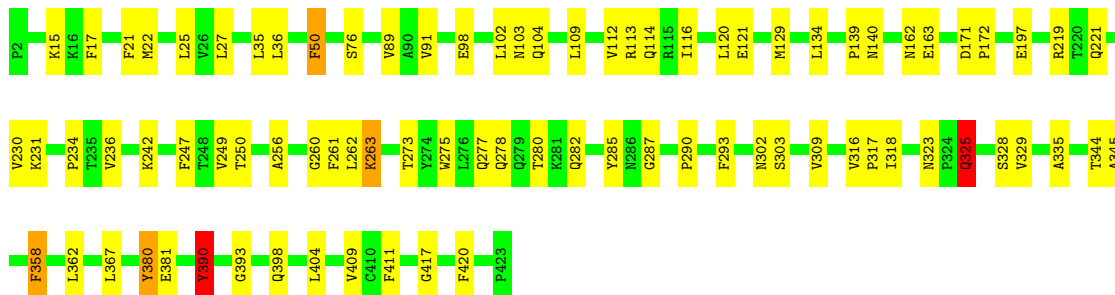 P2 K15 K16 F17 F21 M22 L25 V26 L27 L35 L36 F50 S76 V89 A90 V91 E98 L102 N103 Q104 L109 V112 R113 Q114 R115 I116 L120 E121 M129 L134 P139 N140 N162 E163 D171 P172 E197 R219 T220 Q221
V230 K231 P234 T235 V236 K242 F247 T248 V249 T250 A256 G260 F261 L262 K263 I273 Y274 W275 L276 Q277 Q278 Q279 T280 K281 Q282 Y285 N286 G287 P290 F293 N302 S303 V309 V316 P317 I318 N323 P324 Q325 S328 V329 A335 T344 A345
F358 L362 L367 Y380 E381 Y390 G393 Q398 L404 V409 C410 F411 G417 F420 P423